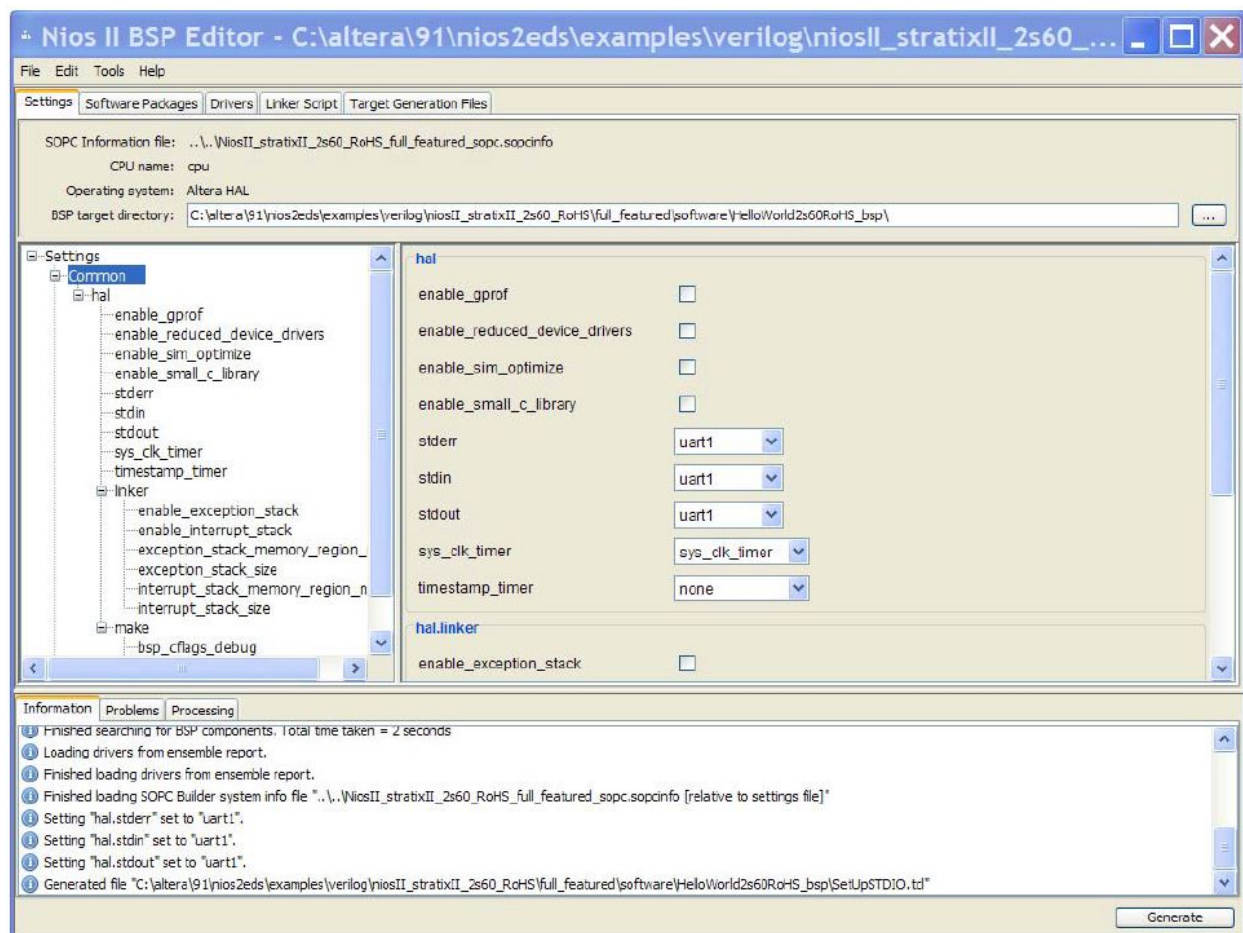 Nios II BSP Editor - C:\altera\91\nios2eds\examples\verilog\niosII_stratixII_2s60_...
File Edit Tools Help
Settings Software Packages Drivers Linker Script Target Generation Files
SOPC Information file: ..\..\NiosII_stratixII_2s60_RoHS_full_featured_sopc.sopcinfo
CPU name: cpu
Operating system: Altera HAL
BSP target directory: C:\altera\91\nios2eds\examples\verilog\niosII_stratixII_2s60_RoHS\full_featured\software\HelloWorld2s60RoHS_bsp\ ...
Settings
Common
hal
enable_gprof
enable_reduced_device_drivers
enable_sim_optimize
enable_small_c_library
stderr
stdin
stdout
sys_clk_timer
timestamp_timer
linker
enable_exception_stack
enable_interrupt_stack
exception_stack_memory_region_
exception_stack_size
interrupt_stack_memory_region_n
interrupt_stack_size
make
bsp_cflags_debug
hal
enable_gprof
enable_reduced_device_drivers
enable_sim_optimize
enable_small_c_library
stderr uart1
stdin uart1
stdout uart1
sys_clk_timer sys_clk_timer
timestamp_timer none
hal.linker
enable_exception_stack
Information Problems Processing
Finished searching for BSP components. Total time taken = 2 seconds
Loading drivers from ensemble report.
Finished loading drivers from ensemble report.
Finished loading SOPC Builder system info file "..\..\NiosII_stratixII_2s60_RoHS_full_featured_sopc.sopcinfo [relative to settings file]"
Setting "hal.stderr" set to "uart1".
Setting "hal.stdin" set to "uart1".
Setting "hal.stdout" set to "uart1".
Generated file "C:\altera\91\nios2eds\examples\verilog\niosII_stratixII_2s60_RoHS\full_featured\software\HelloWorld2s60RoHS_bsp\SetUpSTDIO.tcl"
Generate